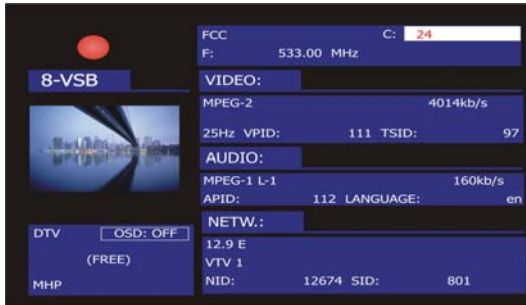 FCC C: 24
F: 533.00 MHz
8-VSB
VIDEO:
MPEG-2 4014kb/s
25Hz VPID: 111 TSID: 97
AUDIO:
MPEG-1 L-1 160kb/s
APID: 112 LANGUAGE: en
NETW.:
12.9 E
VTV 1
NID: 12674 SID: 801
DTV OSD: OFF
(FREE)
MHP